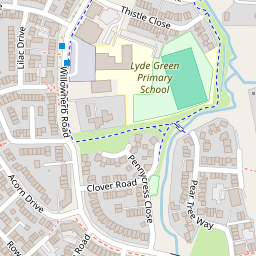 Thistle Close
Lilac Drive
Lyde Green
Primary
School
Willowherb Road
Pennycress Close
Clover Road
Acorn Drive
Pear Tree
Way
Road